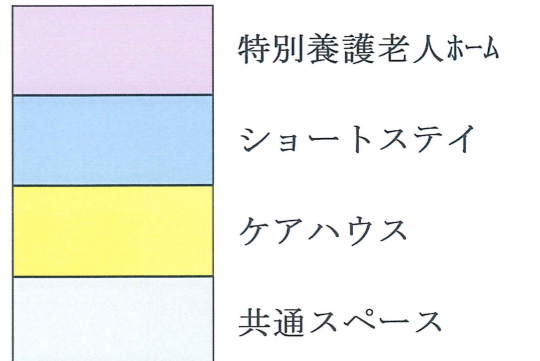 特別養護老人ﾎｰﾑ
ショートステイ
ケアハウス
共通スペース